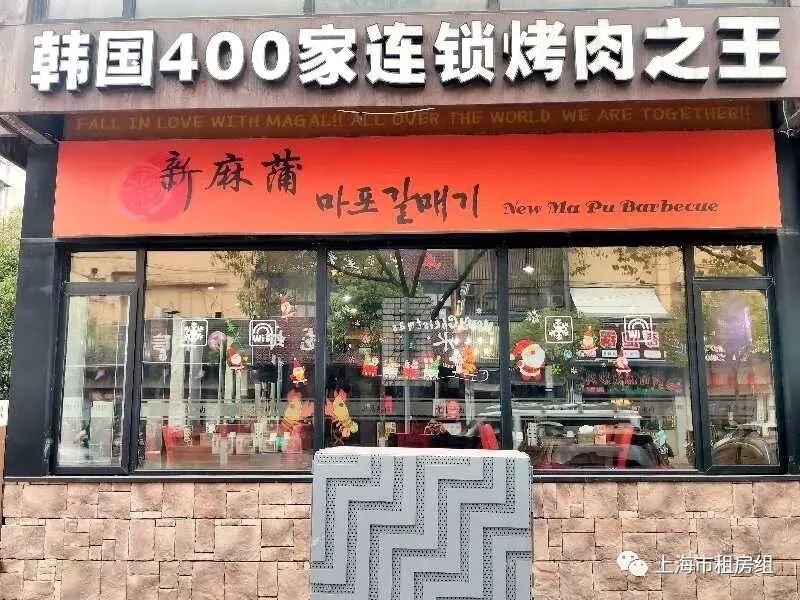 韩国400家连锁烤肉之王
FALL IN LOVE WITH MAGAL!! ALL OVER THE WORLD WE ARE TOGETHER!!
新麻蒲 마포갈매기 New Ma Pu Barbecue
上海市租房组